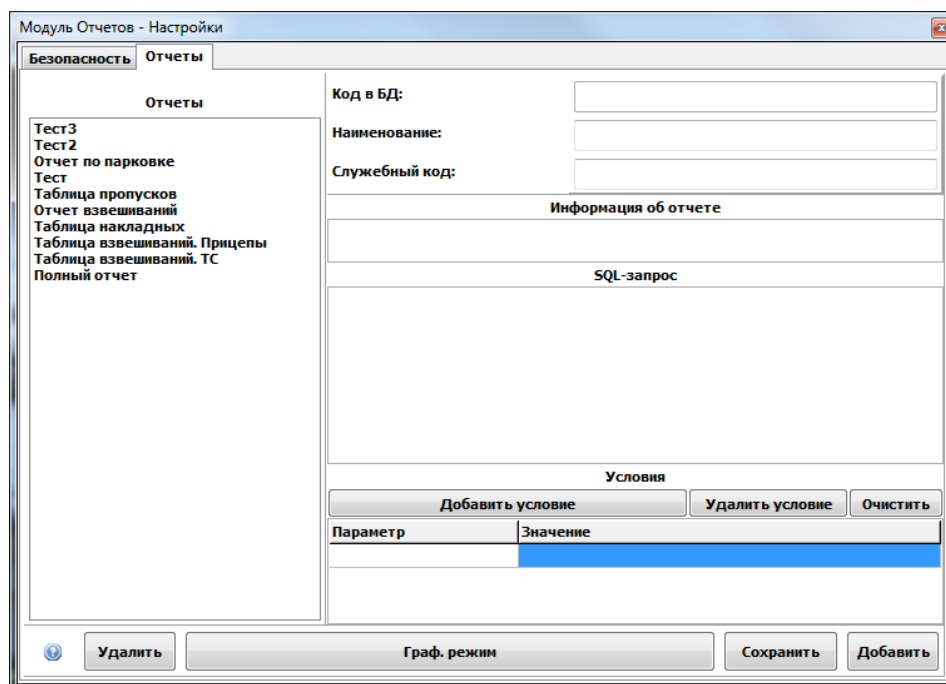 Модуль Отчетов - Настройки
Безопасность Отчеты
Отчеты
Тест3
Тест2
Отчет по парковке
Тест
Таблица пропусков
Отчет взвешиваний
Таблица накладных
Таблица взвешиваний. Прицепы
Таблица взвешиваний. ТС
Полный отчет
Код в БД:
Наименование:
Служебный код:
Информация об отчете
SQL-запрос
Условия
Добавить условие Удалить условие Очистить
Параметр Значение
Удалить Граф. режим Сохранить Добавить